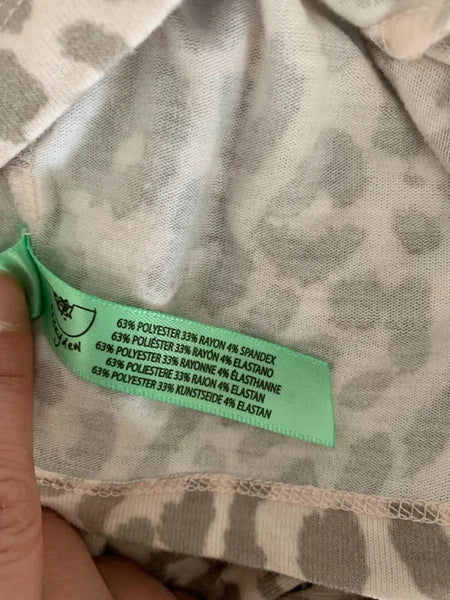 63% POLYESTER 33% RAYON 4% SPANDEX
63% POLIÉSTER 33% RAYÓN 4% ELASTANO
63% POLYESTER 33% RAYONNE 4% ÉLASTHANNE
63% POLIESTERE 33% RAION 4% ELASTAN
63% POLYESTER 33% KUNSTSEIDE 4% ELASTAN